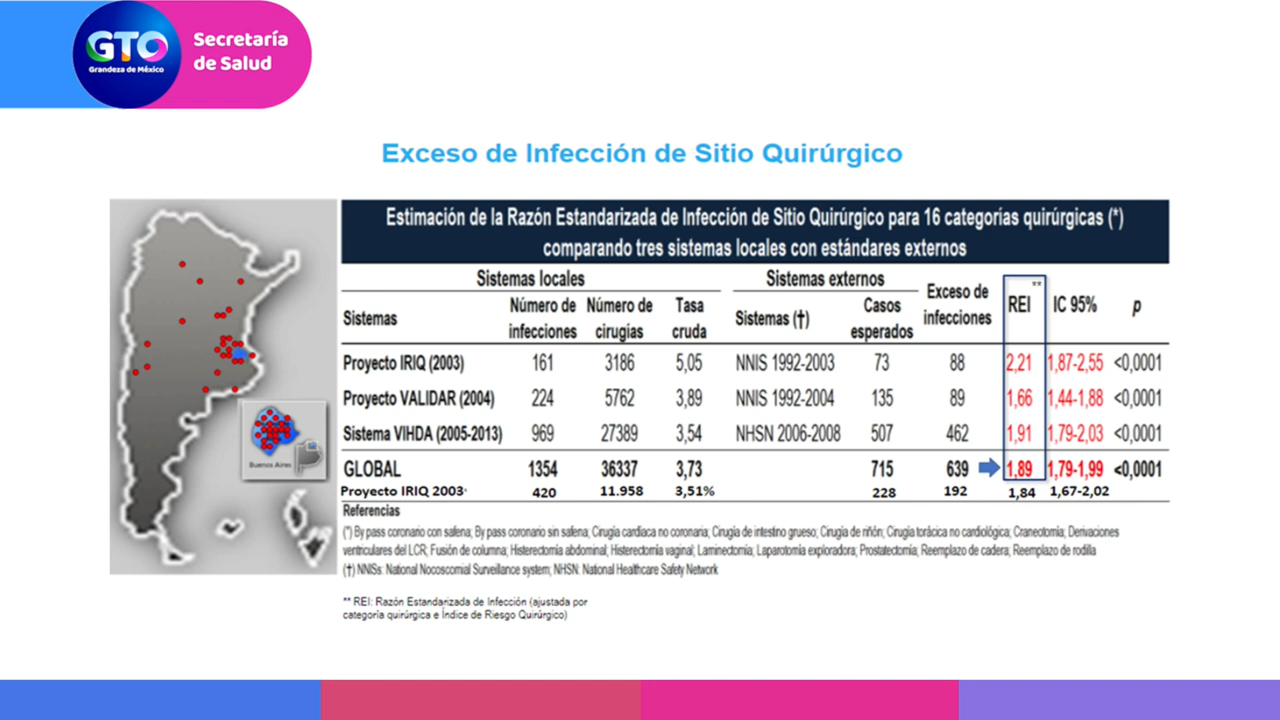 GTO
Grandeza de México
Secretaría
de Salud
Exceso de Infección de Sitio Quirúrgico
Estimación de la Razón Estandarizada de Infección de Sitio Quirúrgico para 16 categorías quirúrgicas (*)
comparando tres sistemas locales con estándares externos
Sistemas locales
Sistemas externos
Sistemas
Número de infecciones
Número de cirugías
Tasa cruda
Sistemas (†)
Casos esperados
Exceso de infecciones
REI **
IC 95%
p
Proyecto IRIQ (2003) 161 3186 5,05 NNIS 1992-2003 73 88 2,21 1,87-2,55 <0,0001
Proyecto VALIDAR (2004) 224 5762 3,89 NNIS 1992-2004 135 89 1,66 1,44-1,88 <0,0001
Sistema VIHDA (2005-2013) 969 27389 3,54 NHSN 2006-2008 507 462 1,91 1,79-2,03 <0,0001
GLOBAL 1354 36337 3,73 715 639 1,89 1,79-1,99 <0,0001
Proyecto IRIQ 2003 420 11.958 3,51% 228 192 1,84 1,67-2,02
Buenos Aires
Referencias
(*) By pass coronario con safena; By pass coronario sin safena; Cirugía cardíaca no coronaria; Cirugía de intestino grueso; Cirugía de riñón; Cirugía torácica no cardiológica; Craneotomía; Derivaciones
ventriculares del LCR; Fusión de columna; Histerectomía abdominal; Histerectomía vaginal; Laminectomía; Laparotomía exploradora; Prostatectomía; Reemplazo de cadera; Reemplazo de rodilla
(†) NNISs: National Nocoscomial Surveillance system; NHSN: National Healthcare Safety Network
** REI: Razón Estandarizada de Infección (ajustada por
categoría quirúrgica e Índice de Riesgo Quirúrgico)